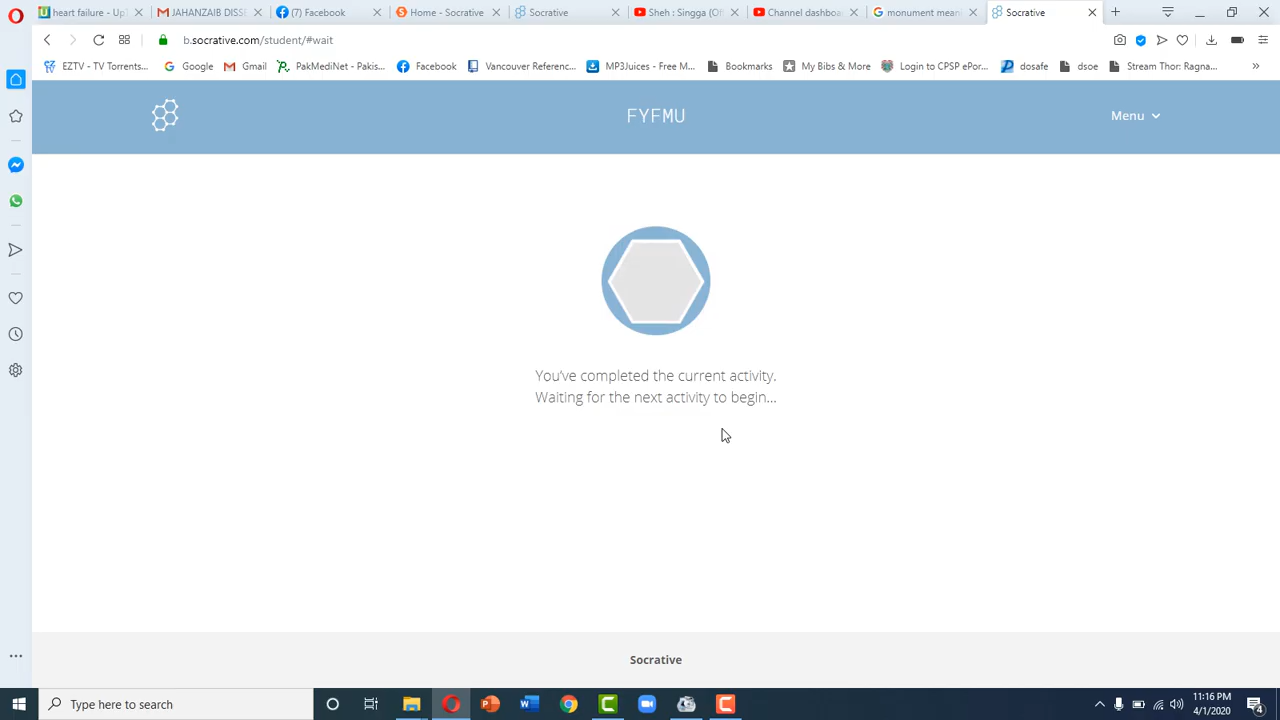 heart failure - Up
JAHANZAIB DISSE
(7) Facebook
Home - Socrative
Socrative
Sheh : Singga (Of
Channel dashboa
monument meani
Socrative
b.socrative.com/student/#wait
EZTV - TV Torrents...
Google
Gmail
PakMediNet - Pakis...
Facebook
Vancouver Referenc...
MP3Juices - Free M...
Bookmarks
My Bibs & More
Login to CPSP ePor...
dosafe
dsoe
Stream Thor: Ragna...
FYFMU
Menu
You've completed the current activity.
Waiting for the next activity to begin...
Socrative
Type here to search
11:16 PM
4/1/2020
4